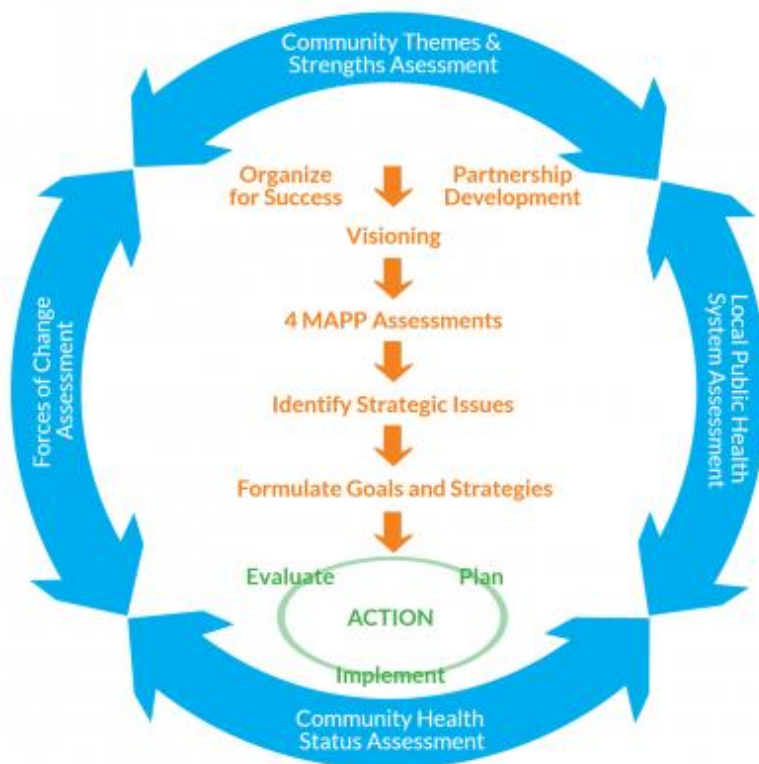 Community Themes &
Strengths Asessment
Organize
for Success
Partnership
Development
Visioning
4 MAPP Assessments
Identify Strategic Issues
Formulate Goals and Strategies
Forces of Change
Assessment
Local Public Health
System Assessment
Evaluate
Plan
ACTION
Implement
Community Health
Status Assessment